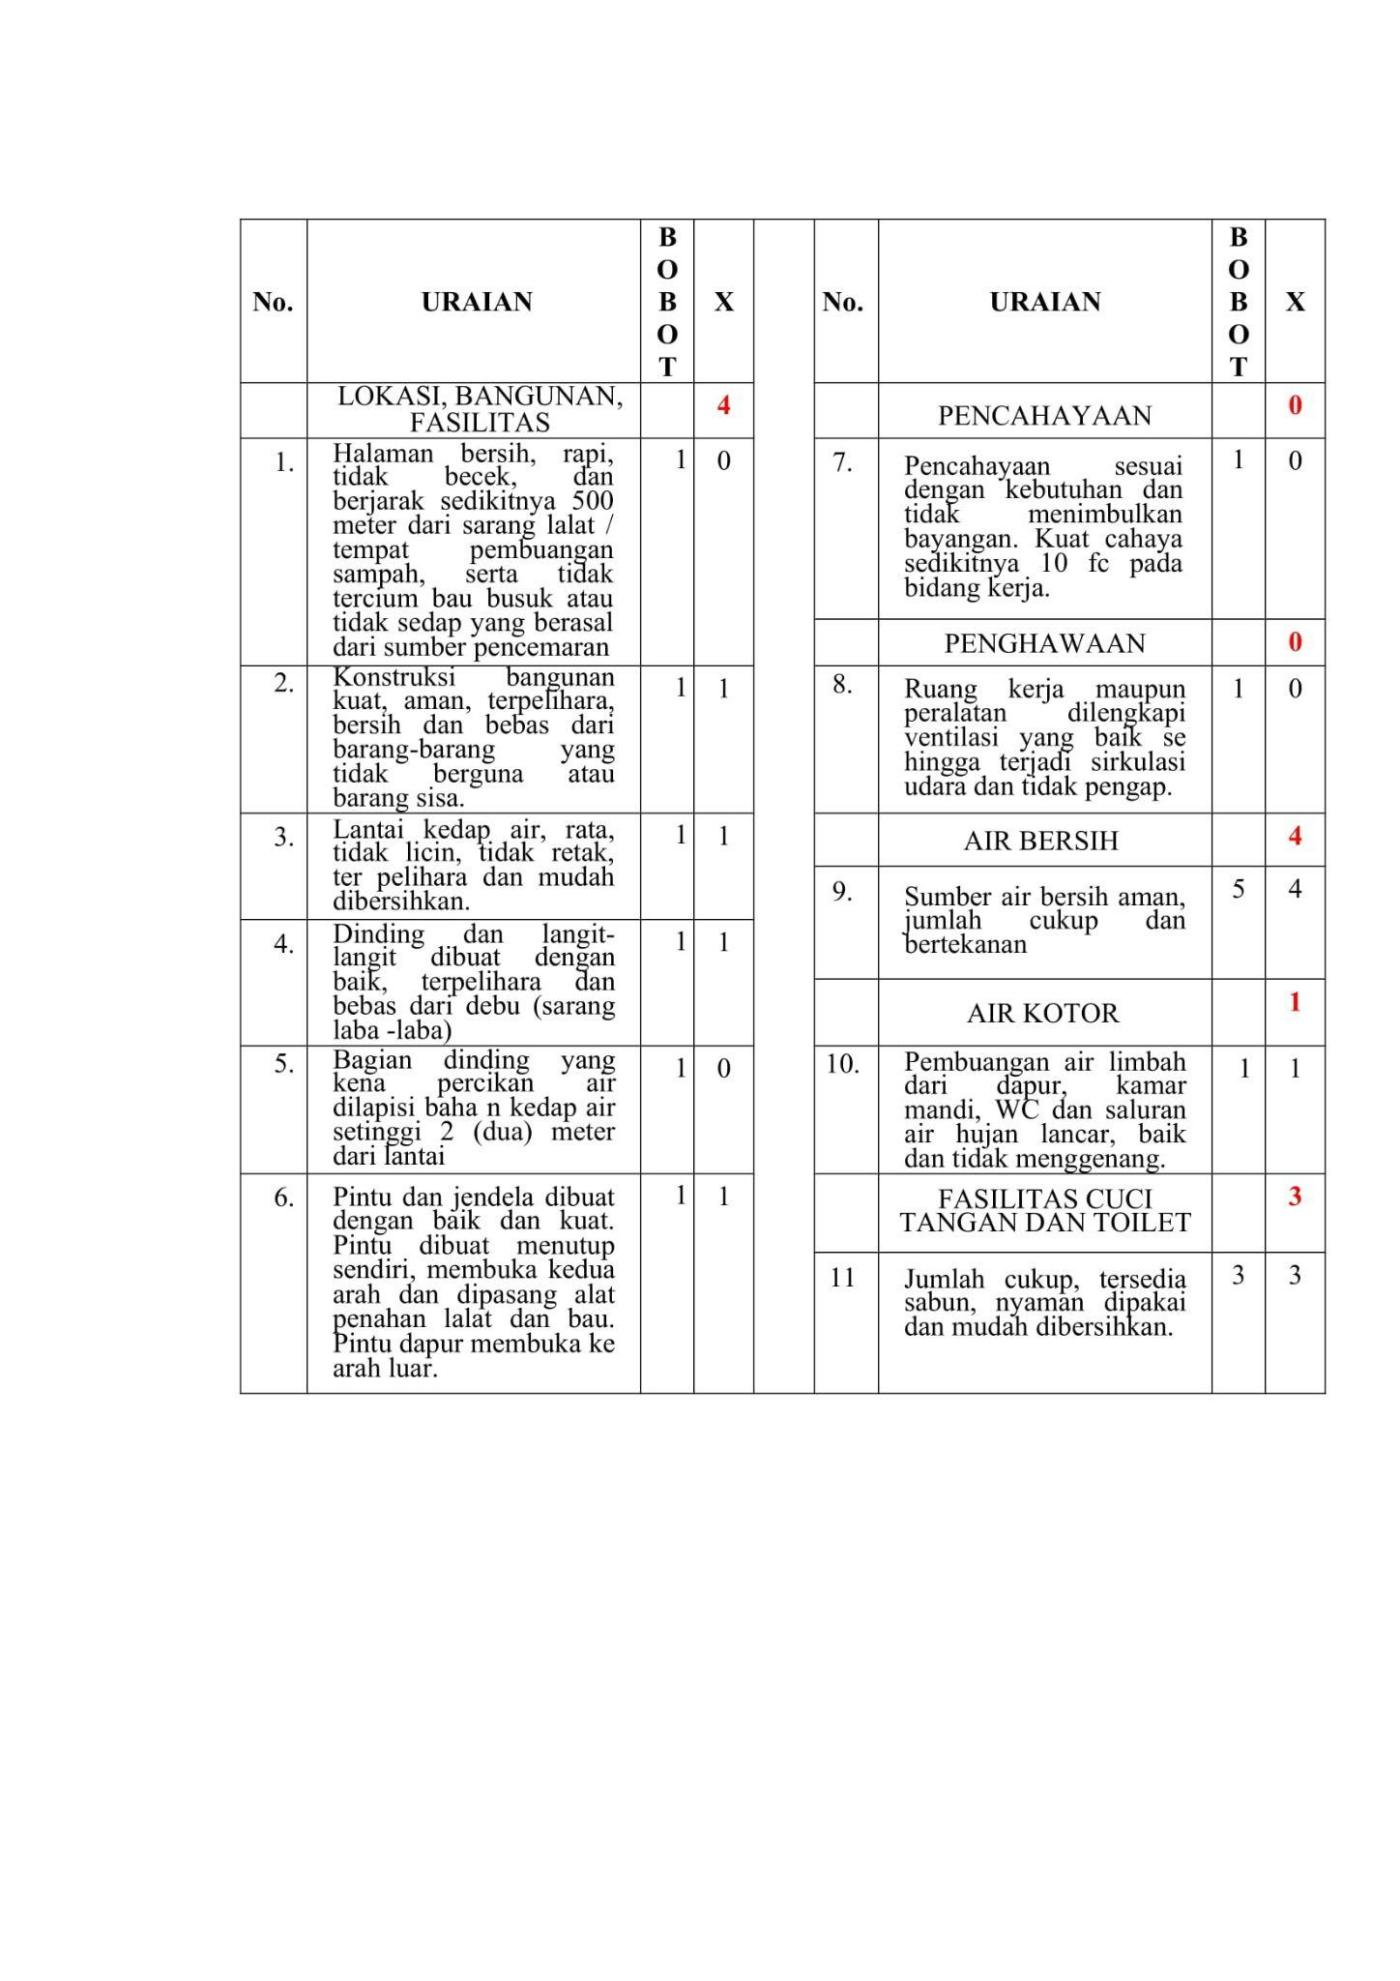 No.
URAIAN
B
O
B
O
T
X
LOKASI, BANGUNAN,
FASILITAS
4
1.
Halaman bersih, rapi,
tidak becek, dan
berjarak sedikitnya 500
meter dari sarang lalat /
tempat pembuangan
sampah, serta tidak
tercium bau busuk atau
tidak sedap yang berasal
dari sumber pencemaran
1
0
2.
Konstruksi bangunan
kuat, aman, terpelihara,
bersih dan bebas dari
barang-barang yang
tidak berguna atau
barang sisa.
1
1
3.
Lantai kedap air, rata,
tidak licin, tidak retak,
ter pelihara dan mudah
dibersihkan.
1
1
4.
Dinding dan langit-
langit dibuat dengan
baik, terpelihara dan
bebas dari debu (sarang
laba -laba)
1
1
5.
Bagian dinding yang
kena percikan air
dilapisi baha n kedap air
setinggi 2 (dua) meter
dari lantai
1
0
6.
Pintu dan jendela dibuat
dengan baik dan kuat.
Pintu dibuat menutup
sendiri, membuka kedua
arah dan dipasang alat
penahan lalat dan bau.
Pintu dapur membuka ke
arah luar.
1
1
No.
URAIAN
B
O
B
O
T
X
PENCAHAYAAN
0
7.
Pencahayaan sesuai
dengan kebutuhan dan
tidak menimbulkan
bayangan. Kuat cahaya
sedikitnya 10 fc pada
bidang kerja.
1
0
PENGHAWAAN
0
8.
Ruang kerja maupun
peralatan dilengkapi
ventilasi yang baik se
hingga terjadi sirkulasi
udara dan tidak pengap.
1
0
AIR BERSIH
4
9.
Sumber air bersih aman,
jumlah cukup dan
bertekanan
5
4
AIR KOTOR
1
10.
Pembuangan air limbah
dari dapur, kamar
mandi, WC dan saluran
air hujan lancar, baik
dan tidak menggenang.
1
1
FASILITAS CUCI
TANGAN DAN TOILET
3
11
Jumlah cukup, tersedia
sabun, nyaman dipakai
dan mudah dibersihkan.
3
3